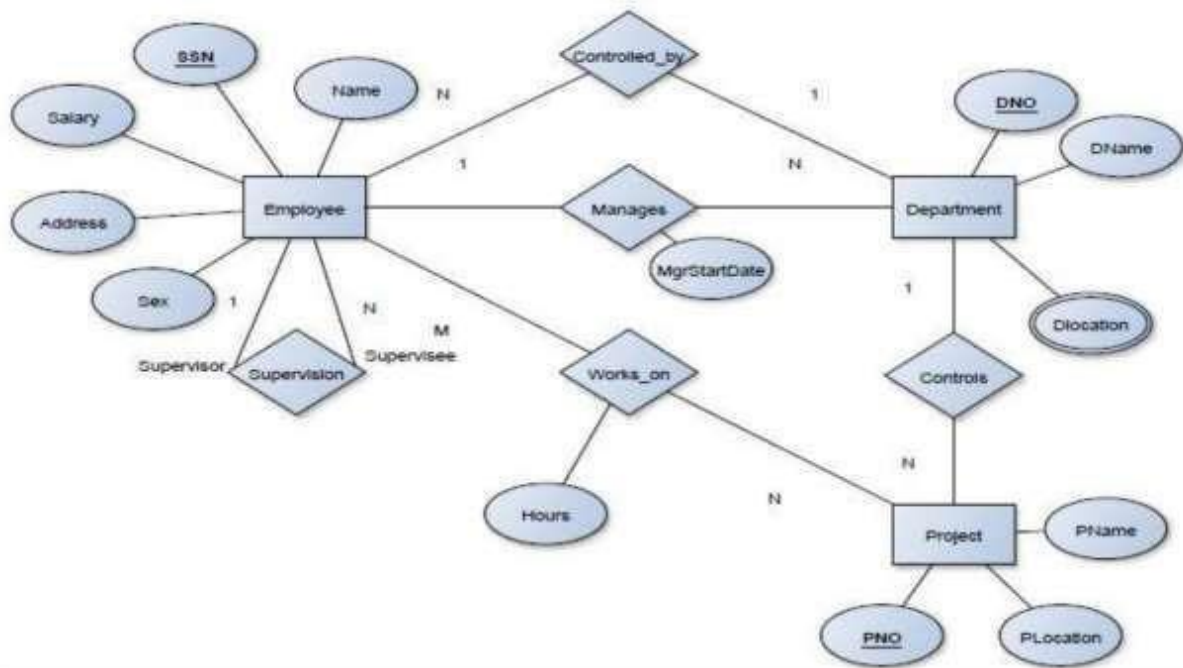 Controlled_by
SSN
Name
N
1
DNO
Salary
DName
1
N
Employee
Manages
Department
Address
MgrStartDate
Sex
1
N
1
Dlocation
M
Supervisor
Supervisee
Supervision
Works_on
Controls
N
N
Hours
Project
PName
PNO
PLocation